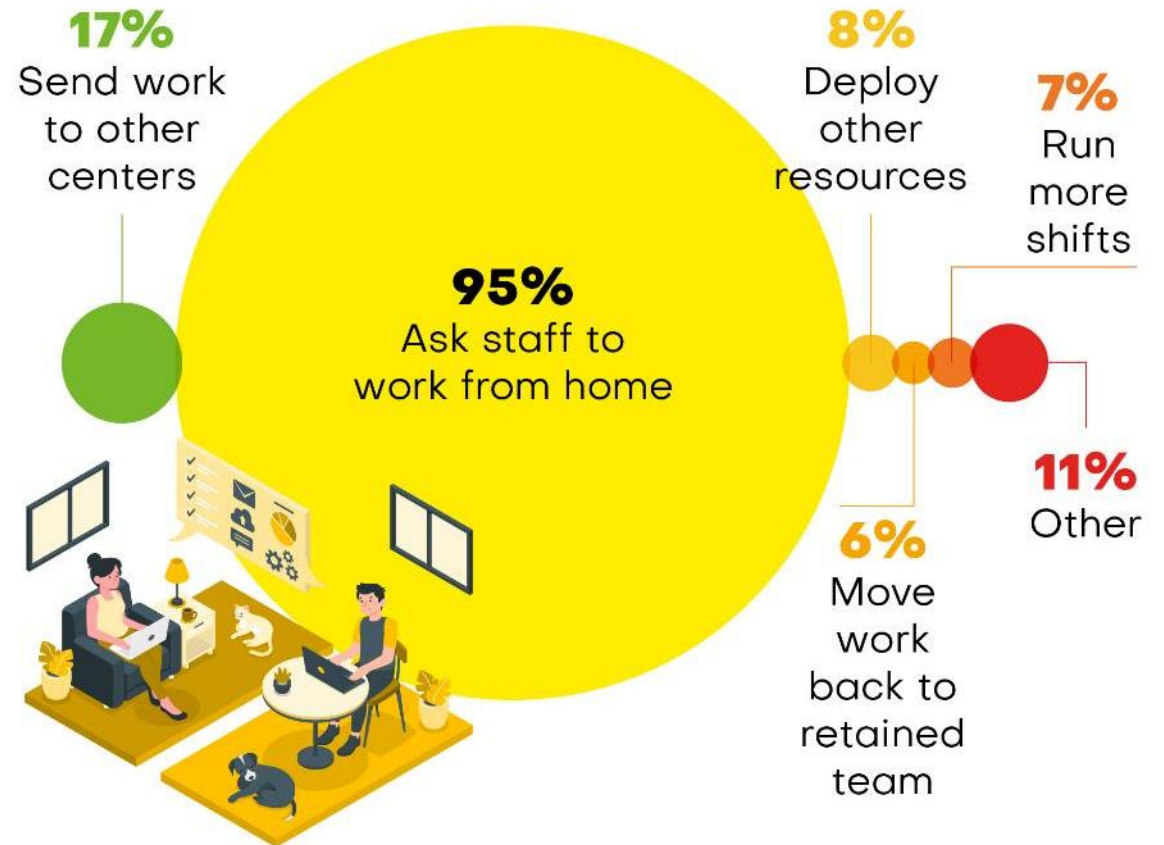 17%
Send work
to other
centers
95%
Ask staff to
work from home
8%
Deploy
other
resources
7%
Run
more
shifts
6%
Move
work
back to
retained
team
11%
Other